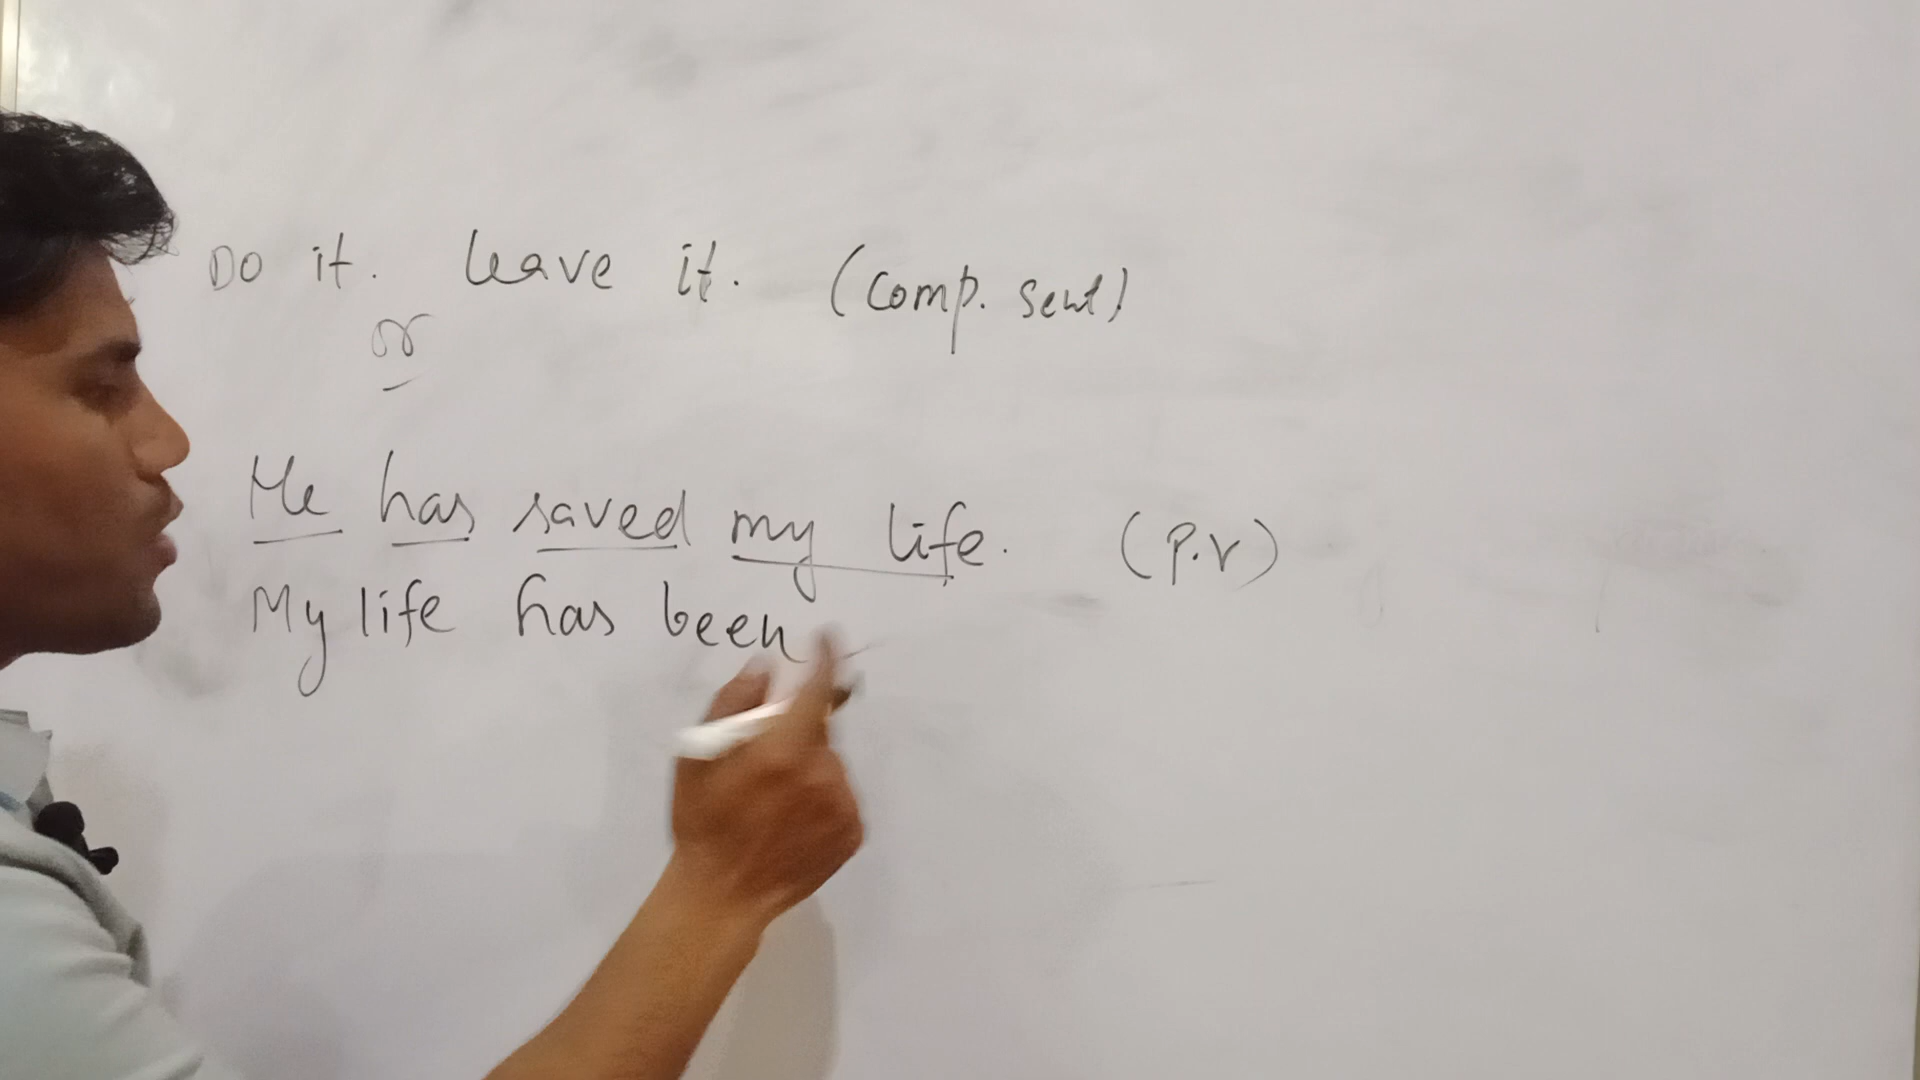 Do it. leave it. (comp. sent)
or
He has saved my life. (P.V)
My life has been